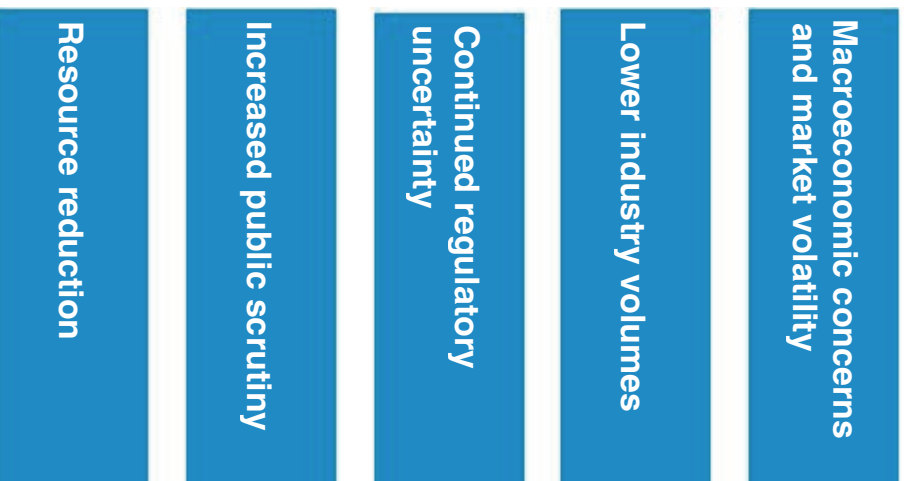 Macroeconomic concerns
and market volatility
Lower industry volumes
Continued regulatory
uncertainty
Increased public scrutiny
Resource reduction